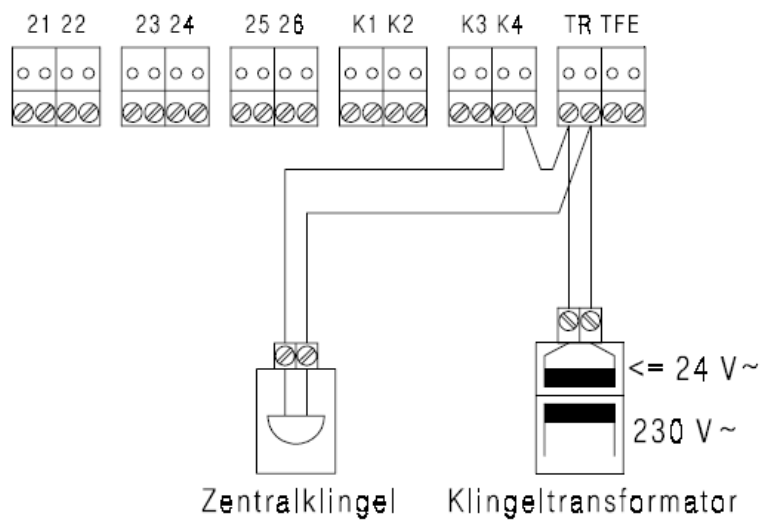 21 22 23 24 25 26 K1 K2 K3 K4 TR TFE
<= 24 V~
230 V~
Zentralklingel Klingeltransformator